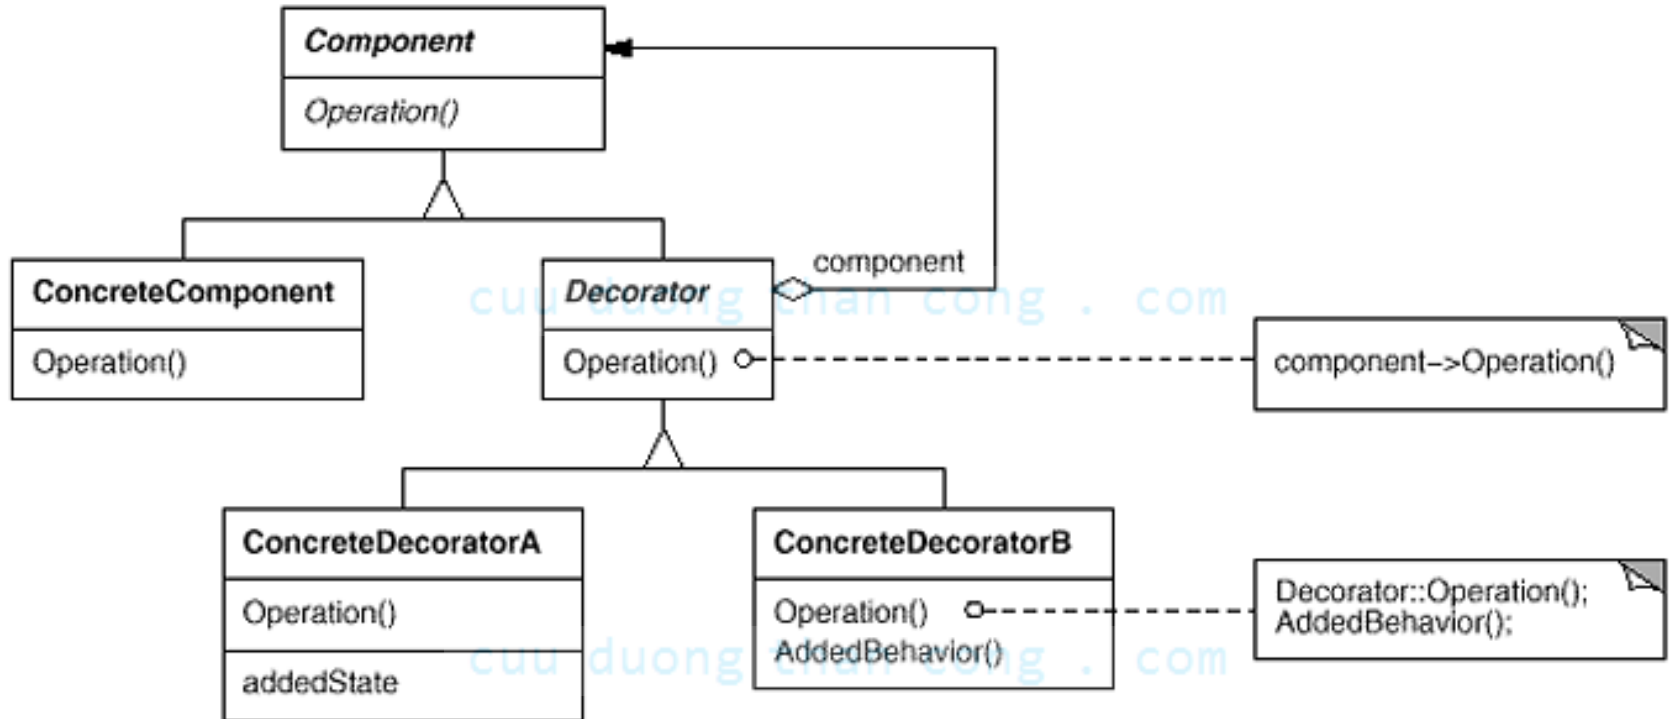 Component
Operation()
ConcreteComponent
Operation()
Decorator
Operation()
component
component–>Operation()
cuu duong than cong . com
ConcreteDecoratorA
Operation()
addedState
ConcreteDecoratorB
Operation()
AddedBehavior()
Decorator::Operation();
AddedBehavior();
cuu duong than cong . com